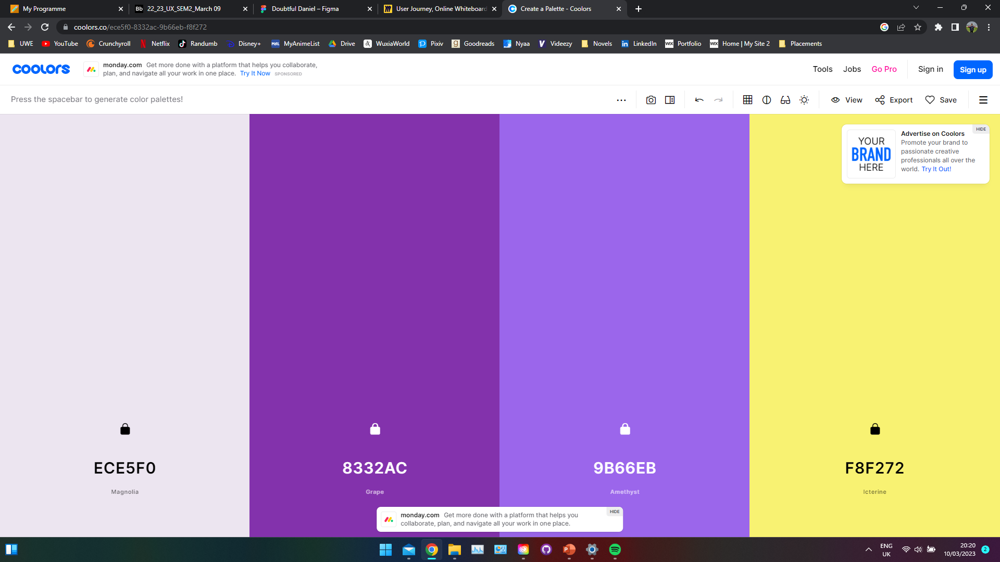 My Programme
22_23_UX_SEM2_March 09
Doubtful Daniel – Figma
User Journey, Online Whiteboard
Create a Palette - Coolors
coolors.co/ece5f0-8332ac-9b66eb-f8f272
UWE
YouTube
Crunchyroll
Netflix
Randumb
Disney+
MyAnimeList
Drive
WuxiaWorld
Pixiv
Goodreads
Nyaa
Videezy
Novels
LinkedIn
Portfolio
Home | My Site 2
Placements
coolors
monday.com Get more done with a platform that helps you collaborate,
plan, and navigate all your work in one place. Try It Now SPONSORED
Tools
Jobs
Go Pro
Sign in
Sign up
Press the spacebar to generate color palettes!
View
Export
Save
HIDE
YOUR
BRAND
HERE
Advertise on Coolors
Promote your brand to
passionate creative
professionals all over the
world. Try It Out!
ECE5F0
Magnolia
8332AC
Grape
9B66EB
Amethyst
F8F272
Icterine
monday.com Get more done with a platform that helps you
collaborate, plan, and navigate all your work in one place.
HIDE
ENG
UK
20:20
10/03/2023
2